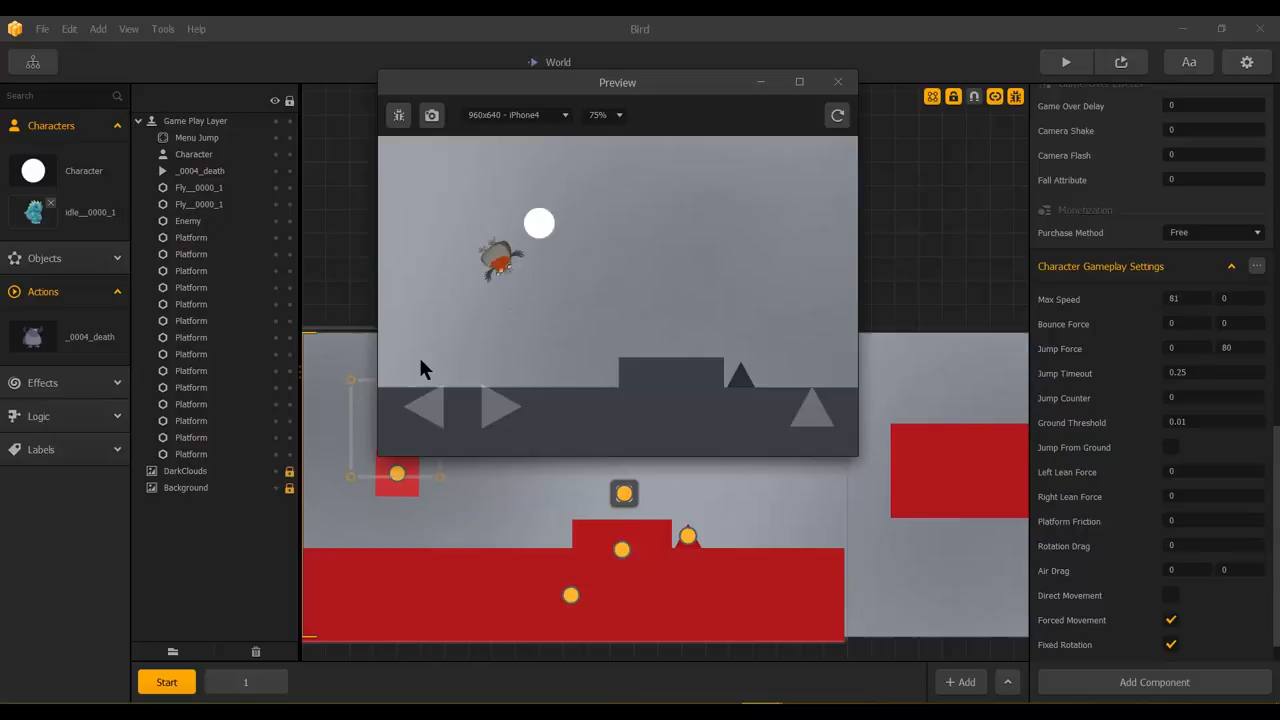 File Edit Add View Tools Help
Bird
World
Aa
Search
Characters
Character
idle__0000_1
Objects
Actions
_0004_death
Effects
Logic
Labels
Game Play Layer
Menu Jump
Character
_0004_death
Fly__0000_1
Fly__0000_1
Enemy
Platform
Platform
Platform
Platform
Platform
Platform
Platform
Platform
Platform
Platform
Platform
Platform
Platform
Platform
DarkClouds
Background
Start
1
Add
Preview
960x640 - iPhone4
75%
Game Over Delay 0
Camera Shake 0
Camera Flash 0
Fall Attribute 0
Monetization
Purchase Method Free
Character Gameplay Settings
Max Speed 81 0
Bounce Force 0 0
Jump Force 0 80
Jump Timeout 0.25
Jump Counter 0
Ground Threshold 0.01
Jump From Ground
Left Lean Force 0
Right Lean Force 0
Platform Friction 0
Rotation Drag 0
Air Drag 0 0
Direct Movement
Forced Movement
Fixed Rotation
Add Component